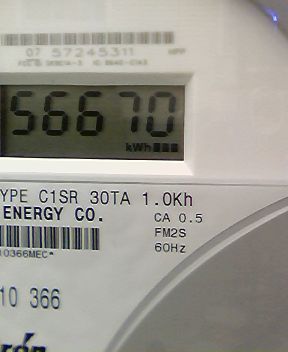 07 57245311
56670
kWh
YPE C1SR 30TA 1.0Kh
ENERGY CO.
CA 0.5
FM2S
60Hz
10366MEC*
10 366
rón